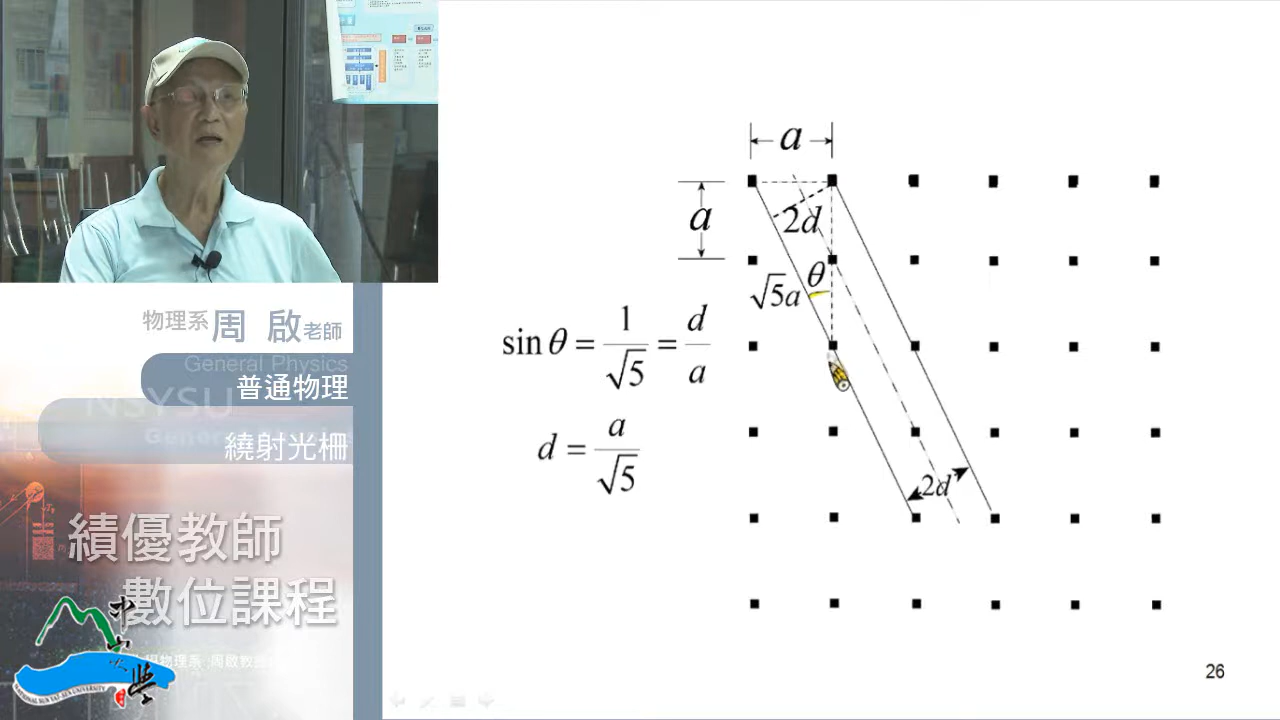 物理系 周 啟 老師
General Physics
普通物理
NSYSU
繞射光柵
績優教師
數位課程
a
a
2d
√5a θ
sin θ = 1/√5 = d/a
d = a/√5
2d
26